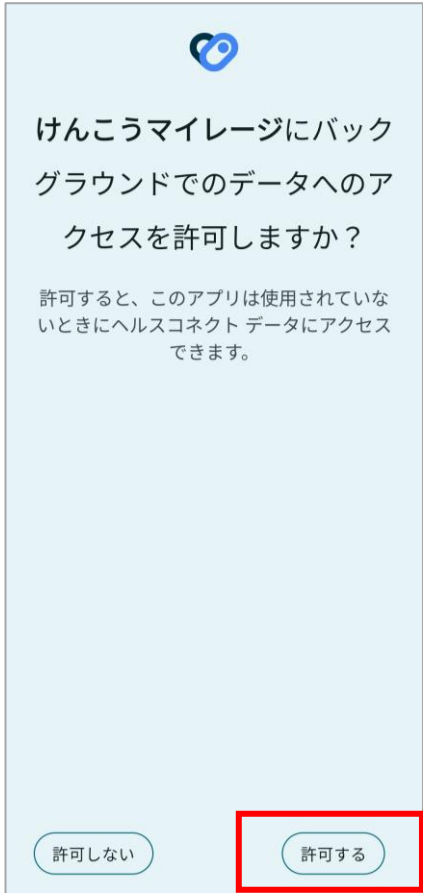 けんこうマイレージにバック
グラウンドでのデータへのア
クセスを許可しますか？
許可すると、このアプリは使用されていな
いときにヘルスコネクト データにアクセス
できます。
許可しない
許可する